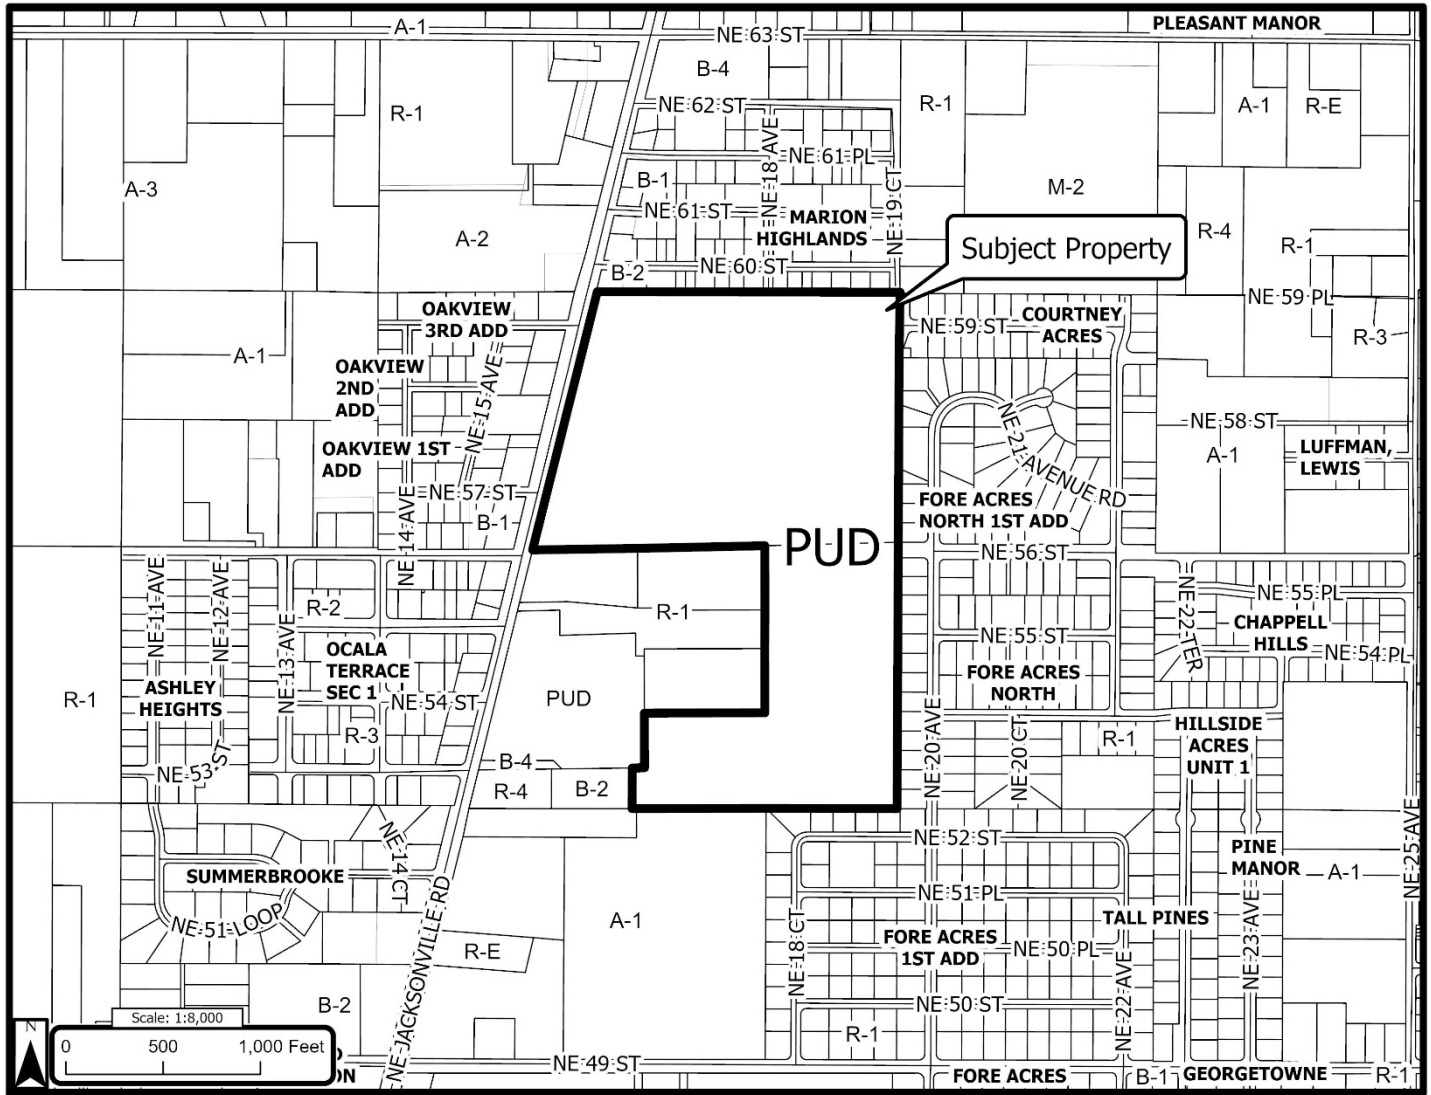 PLEASANT MANOR
A-1
NE 63 ST
B-4
R-1
NE 62 ST
R-1
A-1
R-E
NE 18 AVE
NE 61 PL
A-3
B-1
M-2
NE 19 CT
NE 61 ST
MARION
HIGHLANDS
A-2
Subject Property
R-4
R-1
B-2
NE 60 ST
NE 59 PL
OAKVIEW
3RD ADD
NE 59 ST
COURTNEY
ACRES
R-3
A-1
OAKVIEW
2ND
ADD
NE 15 AVE
NE 21 AVENUE RD
NE 58 ST
OAKVIEW 1ST
ADD
A-1
LUFFMAN,
LEWIS
NE 57 ST
NE 14 AVE
B-1
FORE ACRES
NORTH 1ST ADD
PUD
NE 56 ST
NE 11 AVE
NE 12 AVE
NE 13 AVE
R-2
R-1
NE 22 TER
NE 55 PL
CHAPPELL
HILLS
NE 55 ST
NE 54 PL
OCALA
TERRACE
SEC 1
ASHLEY
HEIGHTS
R-1
PUD
FORE ACRES
NORTH
NE 54 ST
R-3
NE 20 AVE
NE 20 CT
R-1
HILLSIDE
ACRES
UNIT 1
NE 53 ST
B-4
R-4
B-2
NE 14 CT
NE 52 ST
PINE
MANOR
A-1
NE 25 AVE
SUMMERBROOKE
NE 51 PL
NE 51 LOOP
NE JACKSONVILLE RD
A-1
NE 18 CT
TALL PINES
FORE ACRES
1ST ADD
NE 50 PL
NE 22 AVE
NE 23 AVE
R-E
B-2
NE 50 ST
R-1
Scale: 1:8,000
N
0 500 1,000 Feet
NE 49 ST
ON
FORE ACRES
B-1
GEORGETOWNE
R-1